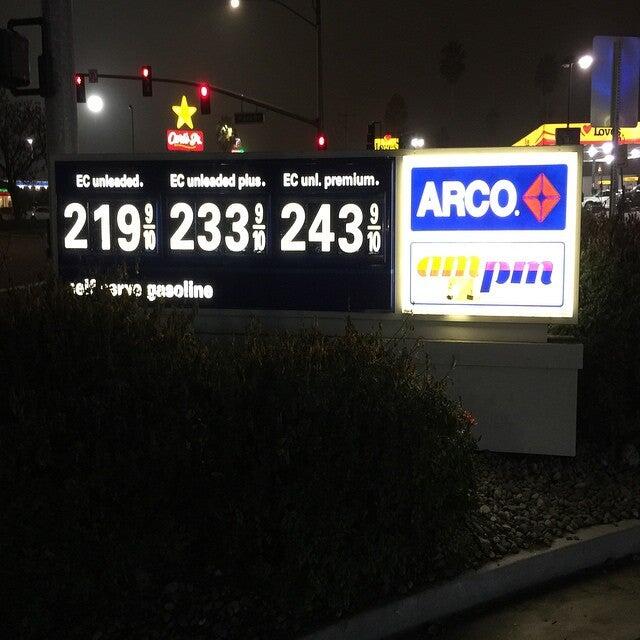 Carl's Jr.
LOVE'S
EC unleaded. EC unleaded plus. EC unl. premium.
219 9/10 233 9/10 243 9/10
self serve gasoline
ARCO
ampm